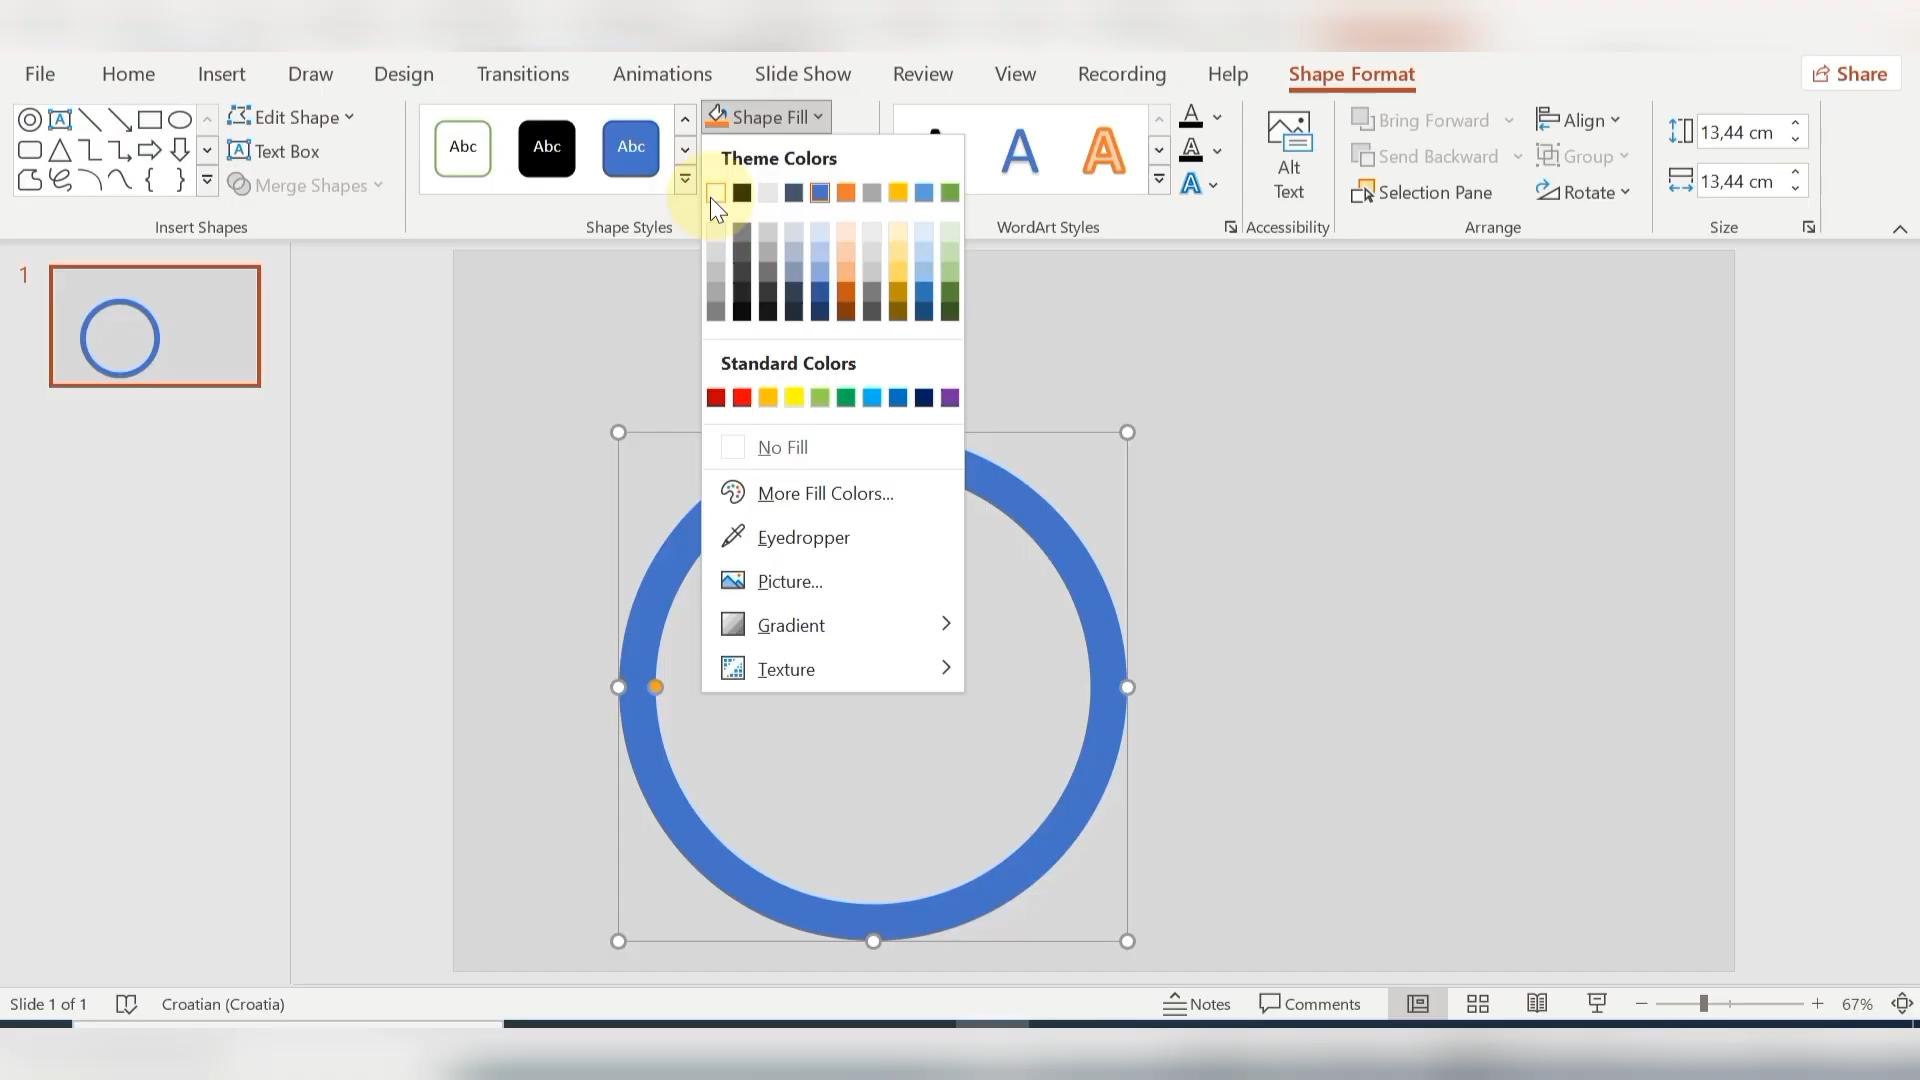 File Home Insert Draw Design Transitions Animations Slide Show Review View Recording Help Shape Format Share
A Edit Shape Abc Abc Abc Shape Fill A A A A Alt Text Bring Forward Align 13,44 cm
A Text Box A Send Backward Group
Merge Shapes A Selection Pane Rotate 13,44 cm
Insert Shapes Shape Styles WordArt Styles Accessibility Arrange Size
Theme Colors
Standard Colors
No Fill
More Fill Colors...
Eyedropper
Picture...
Gradient
Texture
1
Slide 1 of 1 Croatian (Croatia) Notes Comments 67%